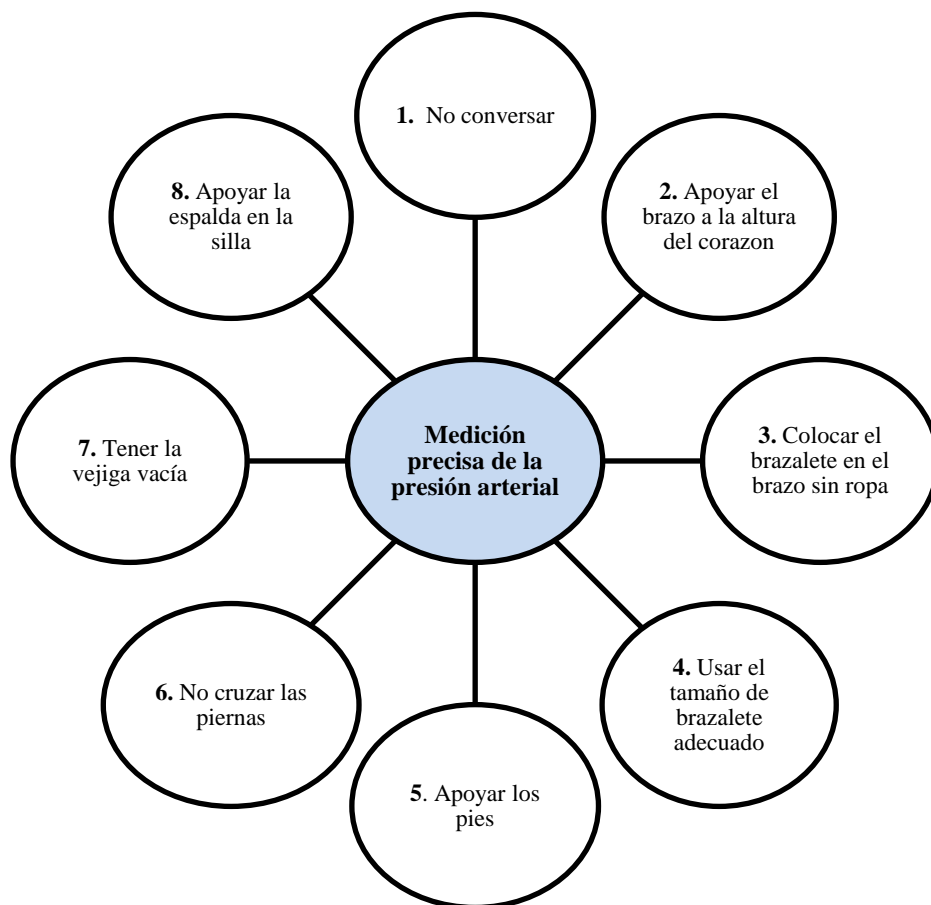 1. No conversar
2. Apoyar el
brazo a la altura
del corazon
3. Colocar el
brazalete en el
brazo sin ropa
4. Usar el
tamaño de
brazalete
adecuado
5. Apoyar los
pies
6. No cruzar las
piernas
7. Tener la
vejiga vacía
8. Apoyar la
espalda en la
silla
Medición
precisa de la
presión arterial